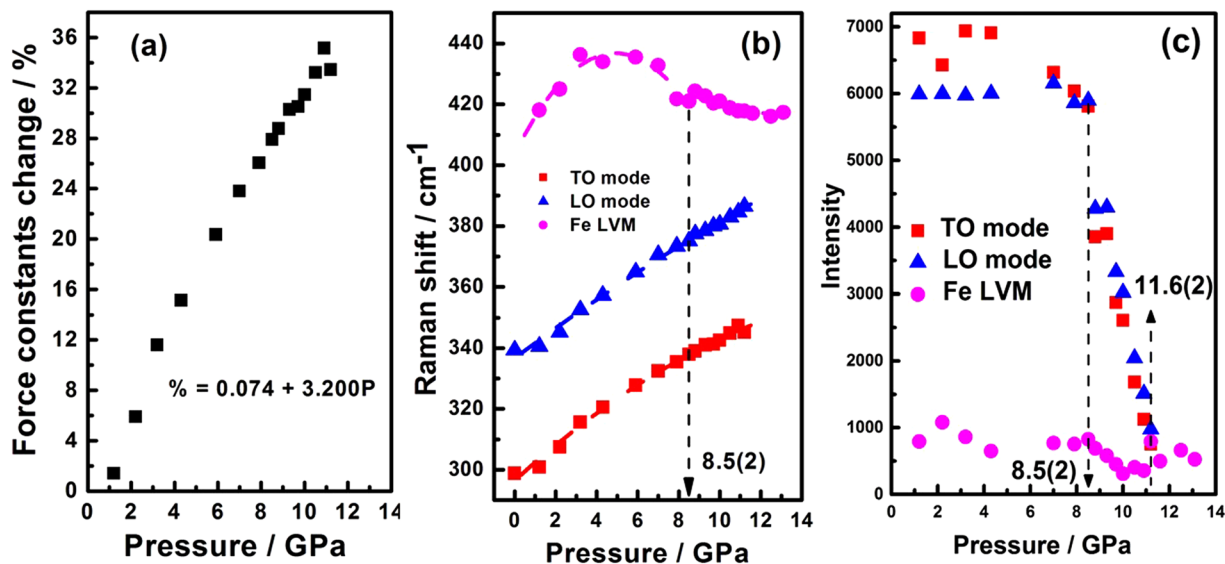 (a)
Force constants change / %
36
32
28
24
20
16
12
8
4
0
% = 0.074 + 3.200P
0 2 4 6 8 10 12 14
Pressure / GPa
(b)
Raman shift / cm-1
440
420
400
380
360
340
320
300
TO mode
LO mode
Fe LVM
8.5(2)
0 2 4 6 8 10 12 14
Pressure / GPa
(c)
Intensity
7000
6000
5000
4000
3000
2000
1000
0
TO mode
LO mode
Fe LVM
11.6(2)
8.5(2)
0 2 4 6 8 10 12 14
Pressure / GPa